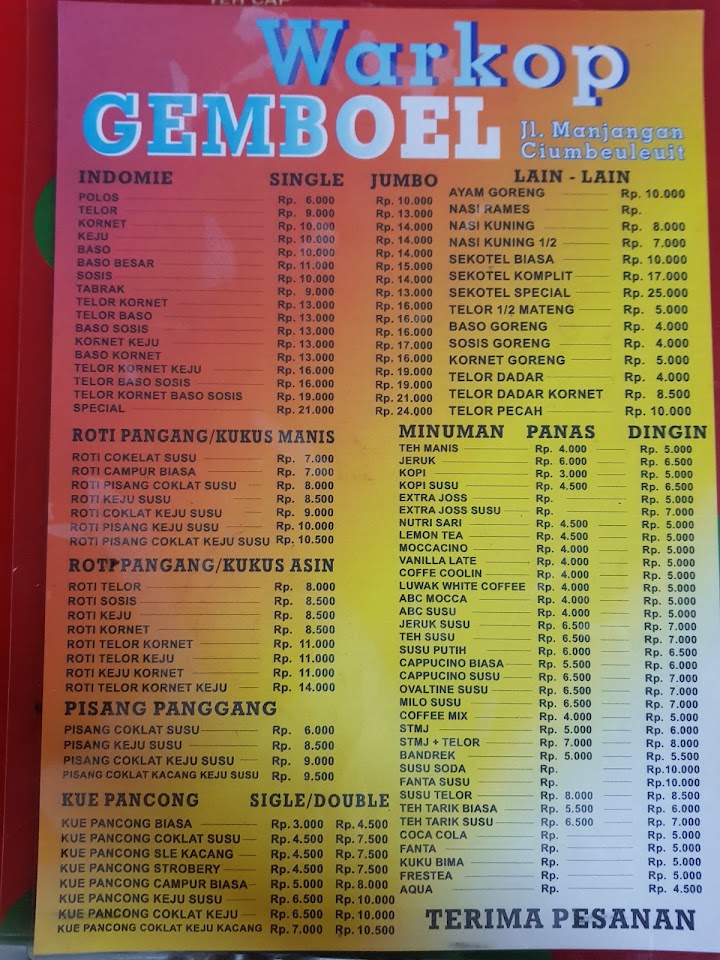 TEH CAP
Warkop
GEMBOEL
Jl. Manjangan
Ciumbeuleuit
INDOMIE SINGLE JUMBO
POLOS Rp. 6.000 Rp. 10.000
TELOR Rp. 9.000 Rp. 13.000
KORNET Rp. 10.000 Rp. 14.000
KEJU Rp. 10.000 Rp. 14.000
BASO Rp. 10.000 Rp. 14.000
BASO BESAR Rp. 11.000 Rp. 15.000
SOSIS Rp. 10.000 Rp. 14.000
TABRAK Rp. 9.000 Rp. 13.000
TELOR KORNET Rp. 13.000 Rp. 16.000
TELOR BASO Rp. 13.000 Rp. 16.000
BASO SOSIS Rp. 13.000 Rp. 16.000
KORNET KEJU Rp. 13.000 Rp. 17.000
BASO KORNET Rp. 13.000 Rp. 16.000
TELOR KORNET KEJU Rp. 16.000 Rp. 19.000
TELOR BASO SOSIS Rp. 16.000 Rp. 19.000
TELOR KORNET BASO SOSIS Rp. 19.000 Rp. 21.000
SPECIAL Rp. 21.000 Rp. 24.000
LAIN - LAIN
AYAM GORENG Rp. 10.000
NASI RAMES Rp.
NASI KUNING Rp. 8.000
NASI KUNING 1/2 Rp. 7.000
SEKOTEL BIASA Rp. 10.000
SEKOTEL KOMPLIT Rp. 17.000
SEKOTEL SPECIAL Rp. 25.000
TELOR 1/2 MATENG Rp. 5.000
BASO GORENG Rp. 4.000
SOSIS GORENG Rp. 4.000
KORNET GORENG Rp. 5.000
TELOR DADAR Rp. 4.000
TELOR DADAR KORNET Rp. 8.500
TELOR PECAH Rp. 10.000
ROTI PANGANG/KUKUS MANIS
ROTI COKELAT SUSU Rp. 7.000
ROTI CAMPUR BIASA Rp. 7.000
ROTI PISANG COKLAT SUSU Rp. 8.000
ROTI KEJU SUSU Rp. 8.500
ROTI COKLAT KEJU SUSU Rp. 9.000
ROTI PISANG KEJU SUSU Rp. 10.000
ROTI PISANG COKLAT KEJU SUSU Rp. 10.500
ROTI PANGANG/KUKUS ASIN
ROTI TELOR Rp. 8.000
ROTI SOSIS Rp. 8.500
ROTI KEJU Rp. 8.500
ROTI KORNET Rp. 8.500
ROTI TELOR KORNET Rp. 11.000
ROTI TELOR KEJU Rp. 11.000
ROTI KEJU KORNET Rp. 11.000
ROTI TELOR KORNET KEJU Rp. 14.000
PISANG PANGGANG
PISANG COKLAT SUSU Rp. 6.000
PISANG KEJU SUSU Rp. 8.500
PISANG COKLAT KEJU SUSU Rp. 9.000
PISANG COKLAT KACANG KEJU SUSU Rp. 9.500
KUE PANCONG SIGLE/DOUBLE
KUE PANCONG BIASA Rp. 3.000 Rp. 4.500
KUE PANCONG COKLAT SUSU Rp. 4.500 Rp. 7.500
KUE PANCONG SLE KACANG Rp. 4.500 Rp. 7.500
KUE PANCONG STROBERY Rp. 4.500 Rp. 7.500
KUE PANCONG CAMPUR BIASA Rp. 5.000 Rp. 8.000
KUE PANCONG KEJU SUSU Rp. 6.500 Rp. 10.000
KUE PANCONG COKLAT KEJU Rp. 6.500 Rp. 10.000
KUE PANCONG COKLAT KEJU KACANG Rp. 7.000 Rp. 10.500
MINUMAN PANAS DINGIN
TEH MANIS Rp. 4.000 Rp. 5.000
JERUK Rp. 6.000 Rp. 6.500
KOPI Rp. 3.000 Rp. 5.000
KOPI SUSU Rp. 4.500 Rp. 6.500
EXTRA JOSS Rp. Rp. 5.000
EXTRA JOSS SUSU Rp. Rp. 7.000
NUTRI SARI Rp. 4.500 Rp. 5.000
LEMON TEA Rp. 4.500 Rp. 5.000
MOCCACINO Rp. 4.000 Rp. 5.000
VANILLA LATE Rp. 4.000 Rp. 5.000
COFFE COOLIN Rp. 4.000 Rp. 5.000
LUWAK WHITE COFFEE Rp. 4.000 Rp. 5.000
ABC MOCCA Rp. 4.000 Rp. 5.000
ABC SUSU Rp. 4.000 Rp. 5.000
JERUK SUSU Rp. 6.500 Rp. 7.000
TEH SUSU Rp. 6.500 Rp. 7.000
SUSU PUTIH Rp. 6.000 Rp. 6.500
CAPPUCINO BIASA Rp. 5.500 Rp. 6.000
CAPPUCINO SUSU Rp. 6.500 Rp. 7.000
OVALTINE SUSU Rp. 6.500 Rp. 7.000
MILO SUSU Rp. 6.500 Rp. 7.000
COFFEE MIX Rp. 4.000 Rp. 5.000
STMJ Rp. 5.000 Rp. 6.000
STMJ + TELOR Rp. 7.000 Rp. 8.000
BANDREK Rp. 5.000 Rp. 5.500
SUSU SODA Rp. Rp.10.000
FANTA SUSU Rp. Rp.10.000
SUSU TELOR Rp. 8.000 Rp. 8.500
TEH TARIK BIASA Rp. 5.500 Rp. 6.000
TEH TARIK SUSU Rp. 6.500 Rp. 7.000
COCA COLA Rp. Rp. 5.000
FANTA Rp. Rp. 5.000
KUKU BIMA Rp. Rp. 5.000
FRESTEA Rp. Rp. 5.000
AQUA Rp. Rp. 4.500
TERIMA PESANAN